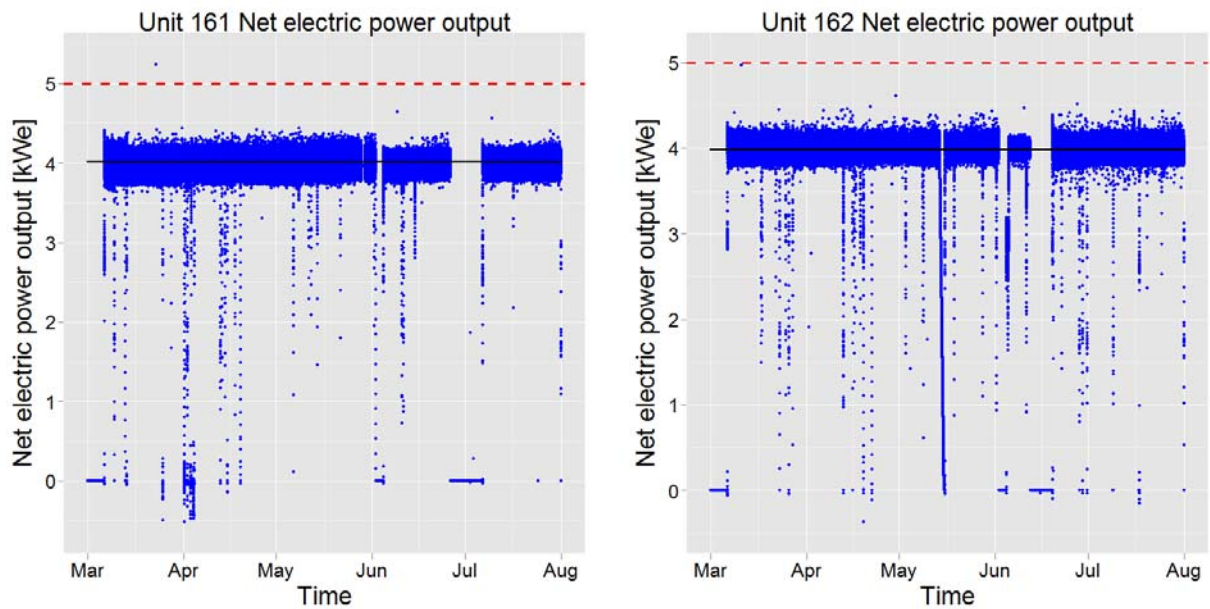 Unit 161 Net electric power output
Net electric power output [kWe]
5
4
3
2
1
0
Mar Apr May Jun Jul Aug
Time
Unit 162 Net electric power output
Net electric power output [kWe]
5
4
3
2
1
0
Mar Apr May Jun Jul Aug
Time